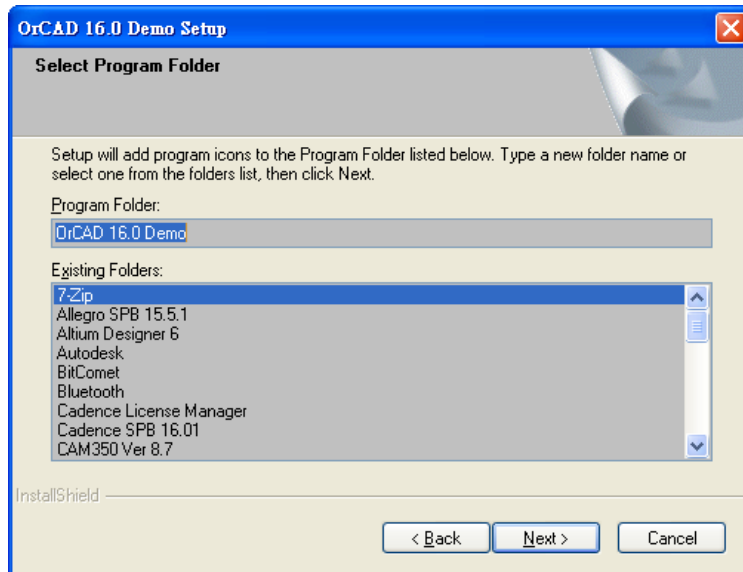 OrCAD 16.0 Demo Setup
Select Program Folder
Setup will add program icons to the Program Folder listed below. Type a new folder name or
select one from the folders list, then click Next.
Program Folder:
OrCAD 16.0 Demo
Existing Folders:
7-Zip
Allegro SPB 15.5.1
Altium Designer 6
Autodesk
BitComet
Bluetooth
Cadence License Manager
Cadence SPB 16.01
CAM350 Ver 8.7
InstallShield
< Back Next > Cancel